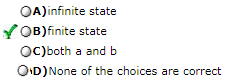 A)infinite state
B)finite state
C)both a and b
D)None of the choices are correct